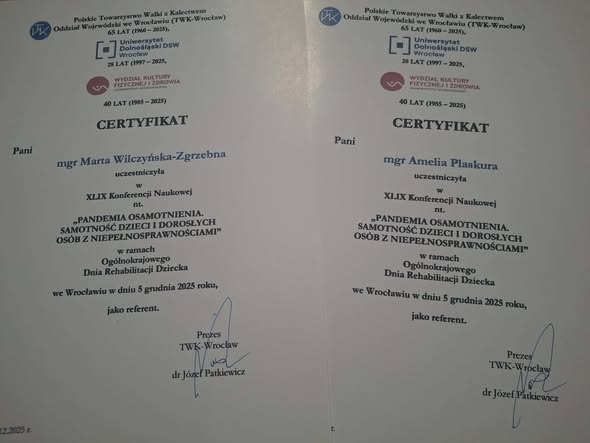 Polskie Towarzystwo Walki z Kalectwem
Oddział Wojewódzki we Wrocławiu (TWK-Wrocław)
65 LAT (1960 – 2025),
Uniwersytet
Dolnośląski DSW
Wrocław
28 LAT (1997 – 2025,
WYDZIAŁ KULTURY
FIZYCZNEJ I ZDROWIA
40 LAT (1985 – 2025)
CERTYFIKAT
Pani
mgr Marta Wilczyńska-Zgrzebna
uczestniczyła
w
XLIX Konferencji Naukowej
nt.
„PANDEMIA OSAMOTNIENIA.
SAMOTNOŚĆ DZIECI I DOROSŁYCH
OSÓB Z NIEPEŁNOSPRAWNOŚCIAMI”
w ramach
Ogólnokrajowego
Dnia Rehabilitacji Dziecka
we Wrocławiu w dniu 5 grudnia 2025 roku,
jako referent.
Prezes
TWK-Wrocław
dr Józef Patkiewicz
12.2025 r.
Polskie Towarzystwo Walki z Kalectwem
Oddział Wojewódzki we Wrocławiu (TWK-Wrocław)
65 LAT (1960 – 2025,
Uniwersytet
Dolnośląski DSW
Wrocław
28 LAT (1997 – 2025,
WYDZIAŁ KULTURY
FIZYCZNEJ I ZDROWIA
40 LAT (1985 – 2025)
CERTYFIKAT
Pani
mgr Amelia Plaskura
uczestniczyła
w
XLIX Konferencji Naukowej
nt.
„PANDEMIA OSAMOTNIENIA.
SAMOTNOŚĆ DZIECI I DOROSŁYCH
OSÓB Z NIEPEŁNOSPRAWNOŚCIAMI”
w ramach
Ogólnokrajowego
Dnia Rehabilitacji Dziecka
we Wrocławiu w dniu 5 grudnia 2025 roku,
jako referent.
Prezes
TWK-Wrocław
dr Józef Patkiewicz
r.